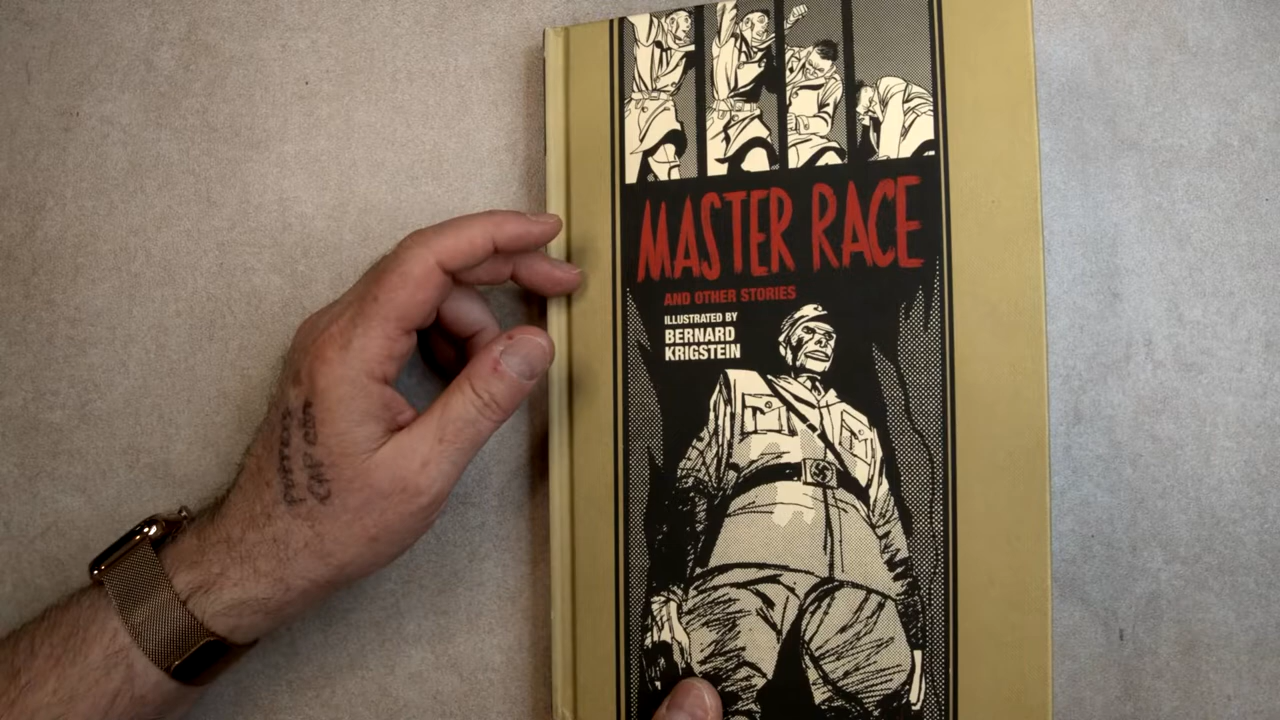 MASTER RACE
AND OTHER STORIES
ILLUSTRATED BY
BERNARD
KRIGSTEIN